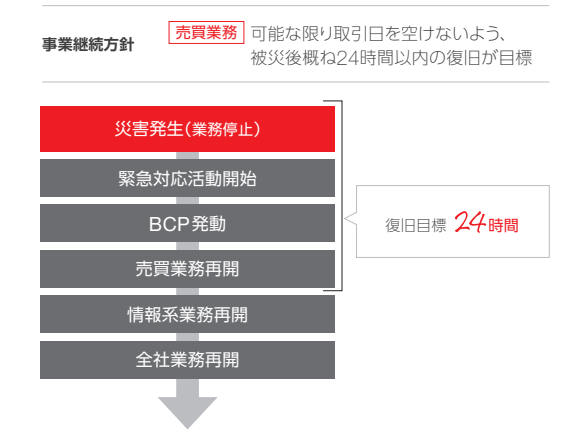 事業継続方針
売買業務 可能な限り取引日を空けないよう、
被災後概ね24時間以内の復旧が目標
災害発生(業務停止)
緊急対応活動開始
BCP発動
復旧目標 24時間
売買業務再開
情報系業務再開
全社業務再開